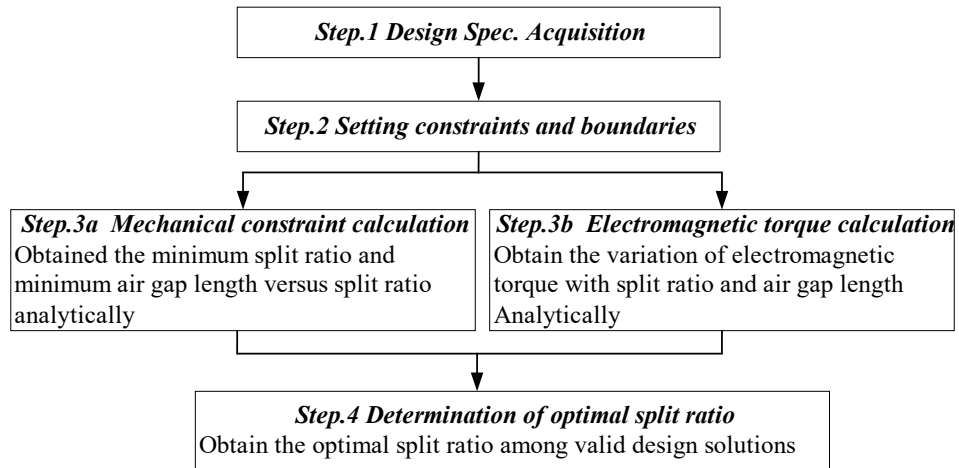 Step.1 Design Spec. Acquisition
Step.2 Setting constraints and boundaries
Step.3a Mechanical constraint calculation
Obtained the minimum split ratio and
minimum air gap length versus split ratio
analytically
Step.3b Electromagnetic torque calculation
Obtain the variation of electromagnetic
torque with split ratio and air gap length
Analytically
Step.4 Determination of optimal split ratio
Obtain the optimal split ratio among valid design solutions